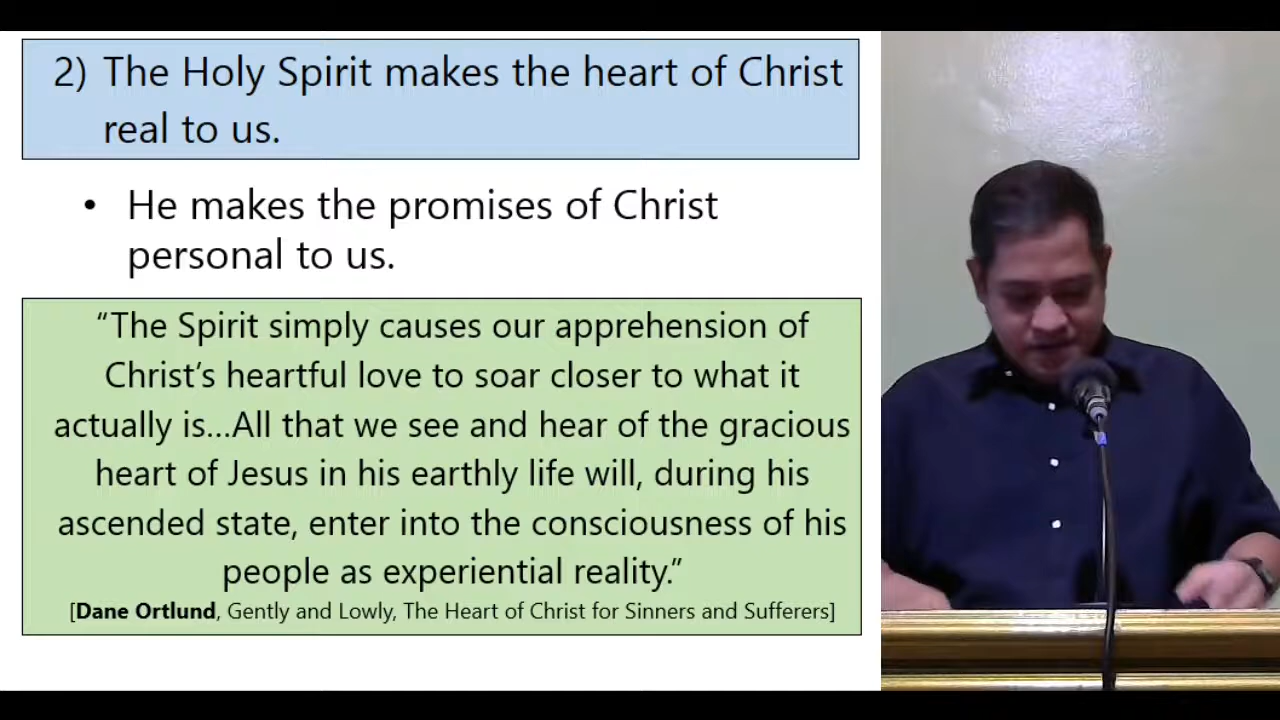 2) The Holy Spirit makes the heart of Christ
real to us.
• He makes the promises of Christ
personal to us.
“The Spirit simply causes our apprehension of
Christ’s heartful love to soar closer to what it
actually is...All that we see and hear of the gracious
heart of Jesus in his earthly life will, during his
ascended state, enter into the consciousness of his
people as experiential reality.”
[Dane Ortlund, Gently and Lowly, The Heart of Christ for Sinners and Sufferers]